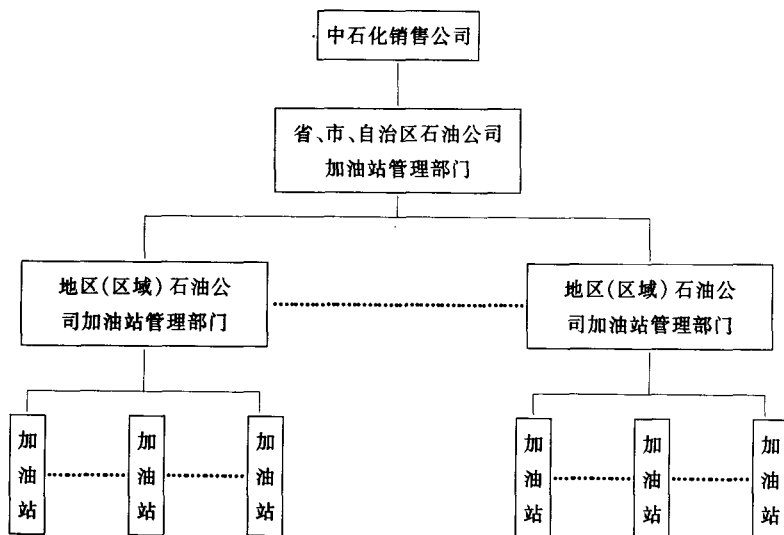 中石化销售公司
省、市、自治区石油公司
加油站管理部门
地区(区域)石油公
司加油站管理部门
地区(区域)石油公
司加油站管理部门
加油站
加油站
加油站
加油站
加油站
加油站